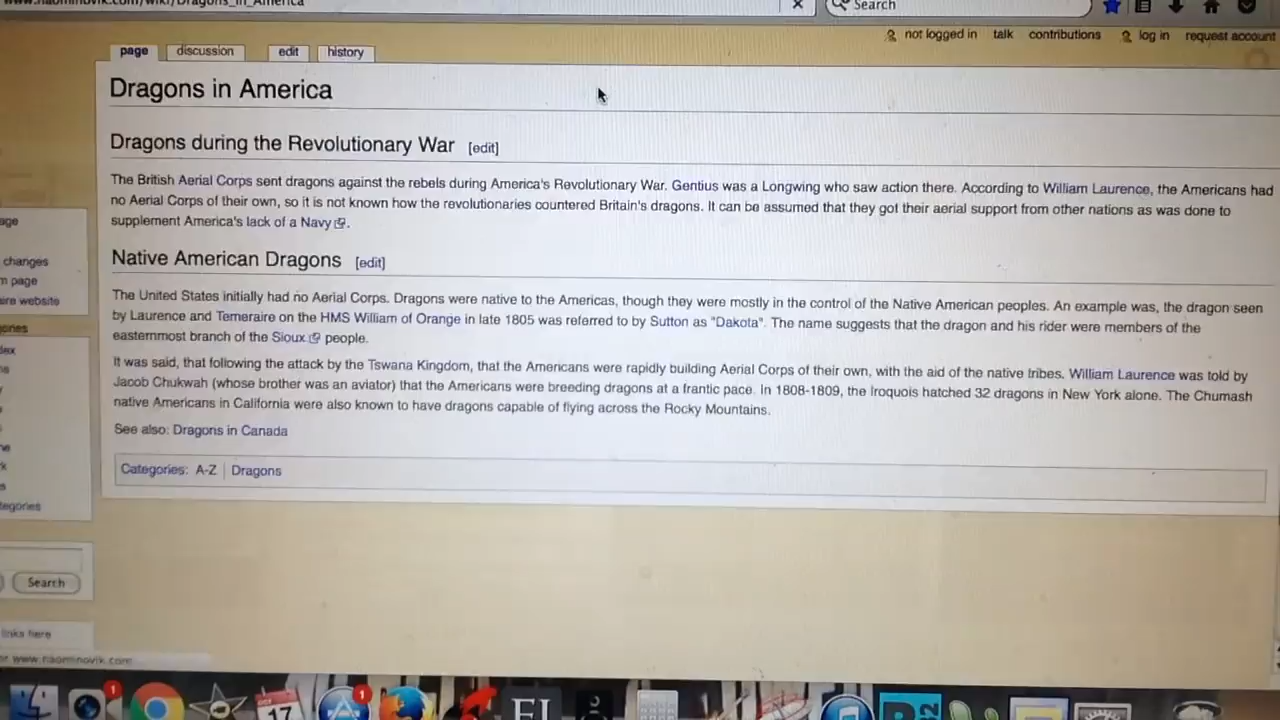 Search
not logged in talk contributions log in request account
page discussion edit history
Dragons in America
Dragons during the Revolutionary War [edit]
The British Aerial Corps sent dragons against the rebels during America's Revolutionary War. Gentius was a Longwing who saw action there. According to William Laurence, the Americans had
no Aerial Corps of their own, so it is not known how the revolutionaries countered Britain's dragons. It can be assumed that they got their aerial support from other nations as was done to
supplement America's lack of a Navy.
Native American Dragons [edit]
The United States initially had no Aerial Corps. Dragons were native to the Americas, though they were mostly in the control of the Native American peoples. An example was, the dragon seen
by Laurence and Temeraire on the HMS William of Orange in late 1805 was referred to by Sutton as "Dakota". The name suggests that the dragon and his rider were members of the
easternmost branch of the Sioux people.
It was said, that following the attack by the Tswana Kingdom, that the Americans were rapidly building Aerial Corps of their own, with the aid of the native tribes. William Laurence was told by
Jacob Chukwah (whose brother was an aviator) that the Americans were breeding dragons at a frantic pace. In 1808-1809, the Iroquois hatched 32 dragons in New York alone. The Chumash
native Americans in California were also known to have dragons capable of flying across the Rocky Mountains.
See also: Dragons in Canada
Categories: A-Z | Dragons
changes
page
website
Search
links here
www.naominovik.com
1
17
1